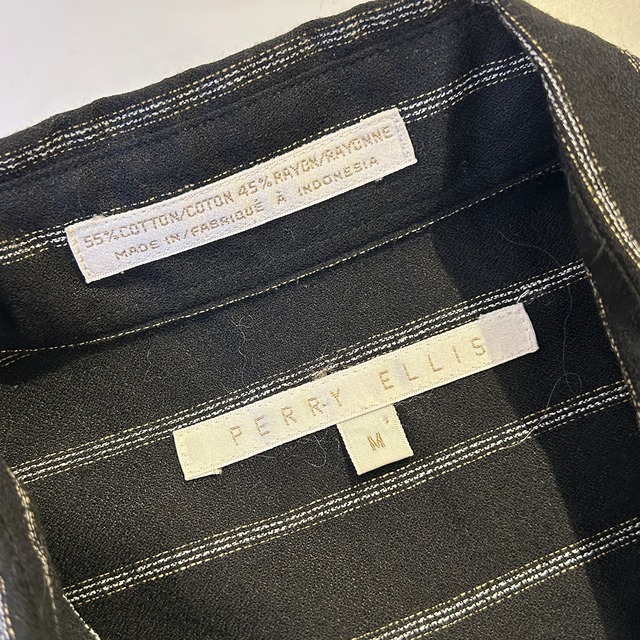 55% COTTON/COTON 45% RAYON/RAYONNE
MADE IN/FABRIQUÉ À INDONESIA
PERRY ELLIS
M